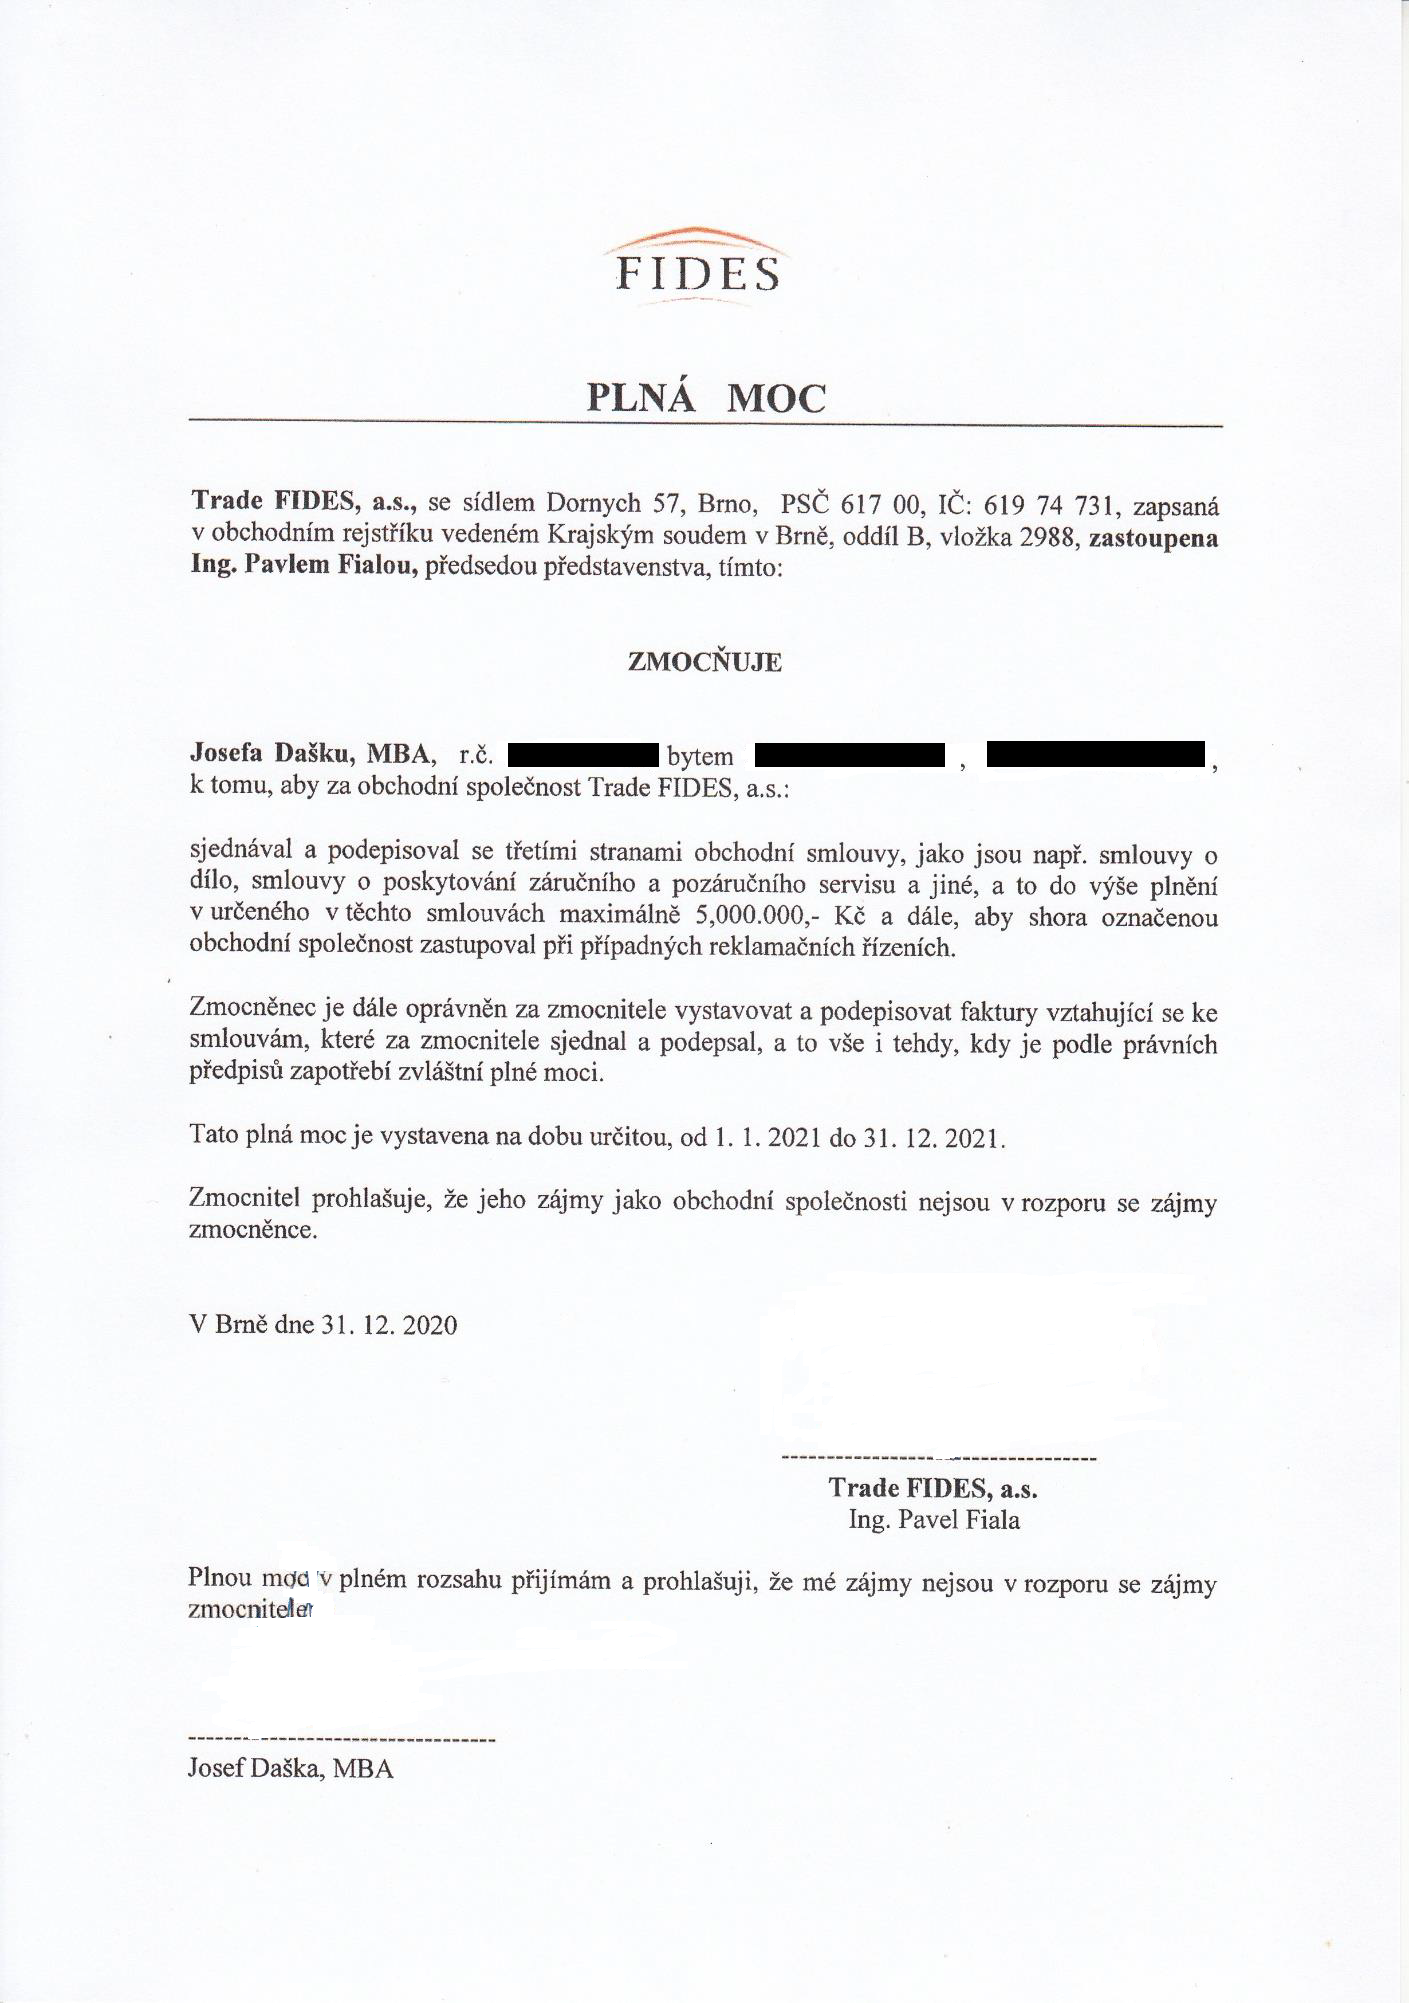 FIDES
PLNÁ MOC
Trade FIDES, a.s., se sídlem Dornych 57, Brno, PSČ 617 00, IČ: 619 74 731, zapsaná
v obchodním rejstříku vedeném Krajským soudem v Brně, oddíl B, vložka 2988, zastoupena
Ing. Pavlem Fialou, předsedou představenstva, tímto:
ZMOCŇUJE
Josefa Dašku, MBA, r.č. bytem , ,
k tomu, aby za obchodní společnost Trade FIDES, a.s.:
sjednával a podepisoval se třetími stranami obchodní smlouvy, jako jsou např. smlouvy o
dílo, smlouvy o poskytování záručního a pozáručního servisu a jiné, a to do výše plnění
v určeného v těchto smlouvách maximálně 5,000.000,- Kč a dále, aby shora označenou
obchodní společnost zastupoval při případných reklamačních řízeních.
Zmocněnec je dále oprávněn za zmocnitele vystavovat a podepisovat faktury vztahující se ke
smlouvám, které za zmocnitele sjednal a podepsal, a to vše i tehdy, kdy je podle právních
předpisů zapotřebí zvláštní plné moci.
Tato plná moc je vystavena na dobu určitou, od 1. 1. 2021 do 31. 12. 2021.
Zmocnitel prohlašuje, že jeho zájmy jako obchodní společnosti nejsou v rozporu se zájmy
zmocněnce.
V Brně dne 31. 12. 2020
Trade FIDES, a.s.
Ing. Pavel Fiala
Plnou moc v plném rozsahu přijímám a prohlašuji, že mé zájmy nejsou v rozporu se zájmy
zmocnitele
Josef Daška, MBA